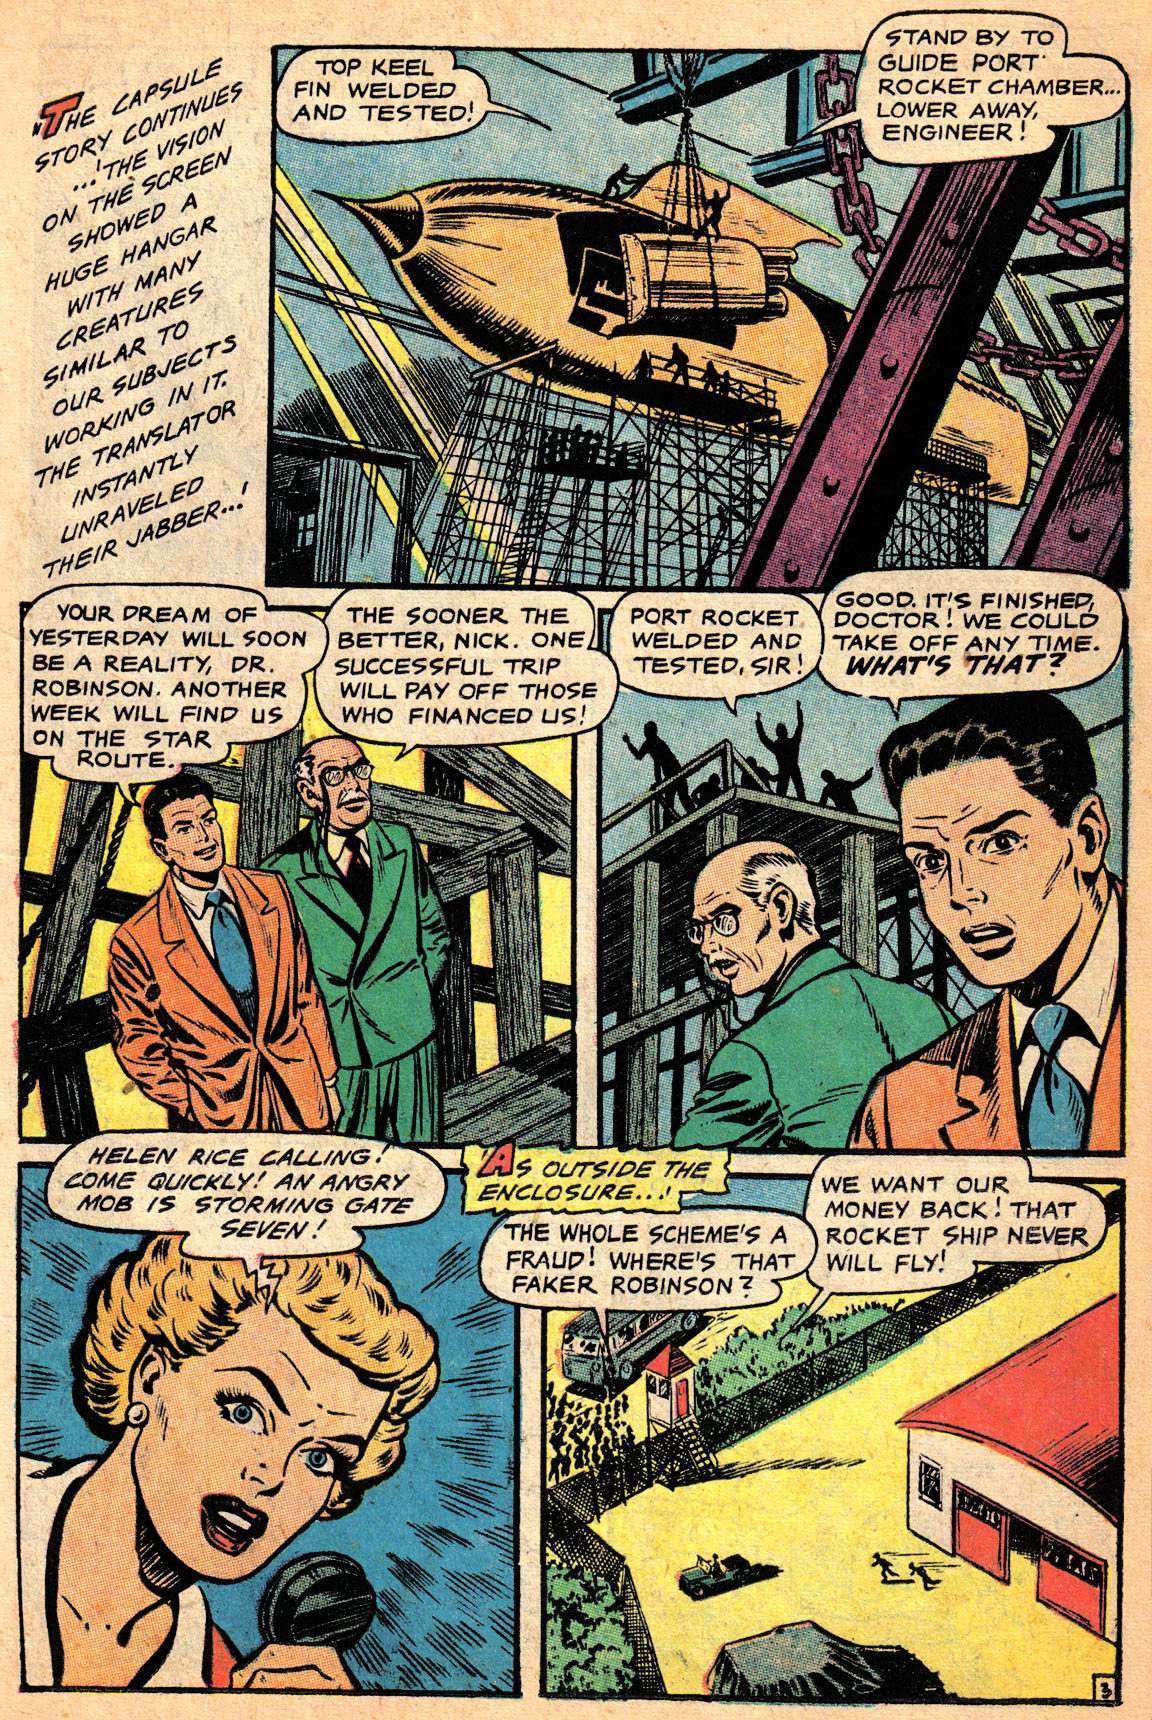 "THE CAPSULE
STORY CONTINUES
...' THE VISION
ON THE SCREEN
SHOWED A
HUGE HANGAR
WITH MANY
CREATURES
SIMILAR TO
OUR SUBJECTS
WORKING IN IT.
THE TRANSLATOR
INSTANTLY
UNRAVELED
THEIR JABBER...'
TOP KEEL
FIN WELDED
AND TESTED!
STAND BY TO
GUIDE PORT
ROCKET CHAMBER...
LOWER AWAY,
ENGINEER!
YOUR DREAM OF
YESTERDAY WILL SOON
BE A REALITY, DR.
ROBINSON. ANOTHER
WEEK WILL FIND US
ON THE STAR
ROUTE.
THE SOONER THE
BETTER, NICK. ONE
SUCCESSFUL TRIP
WILL PAY OFF THOSE
WHO FINANCED US!
PORT ROCKET
WELDED AND
TESTED, SIR!
GOOD. IT'S FINISHED,
DOCTOR! WE COULD
TAKE OFF ANY TIME.
WHAT'S THAT?
HELEN RICE CALLING!
COME QUICKLY! AN ANGRY
MOB IS STORMING GATE
SEVEN!
'AS OUTSIDE THE
ENCLOSURE...'
THE WHOLE SCHEME'S A
FRAUD! WHERE'S THAT
FAKER ROBINSON?
WE WANT OUR
MONEY BACK! THAT
ROCKET SHIP NEVER
WILL FLY!
3